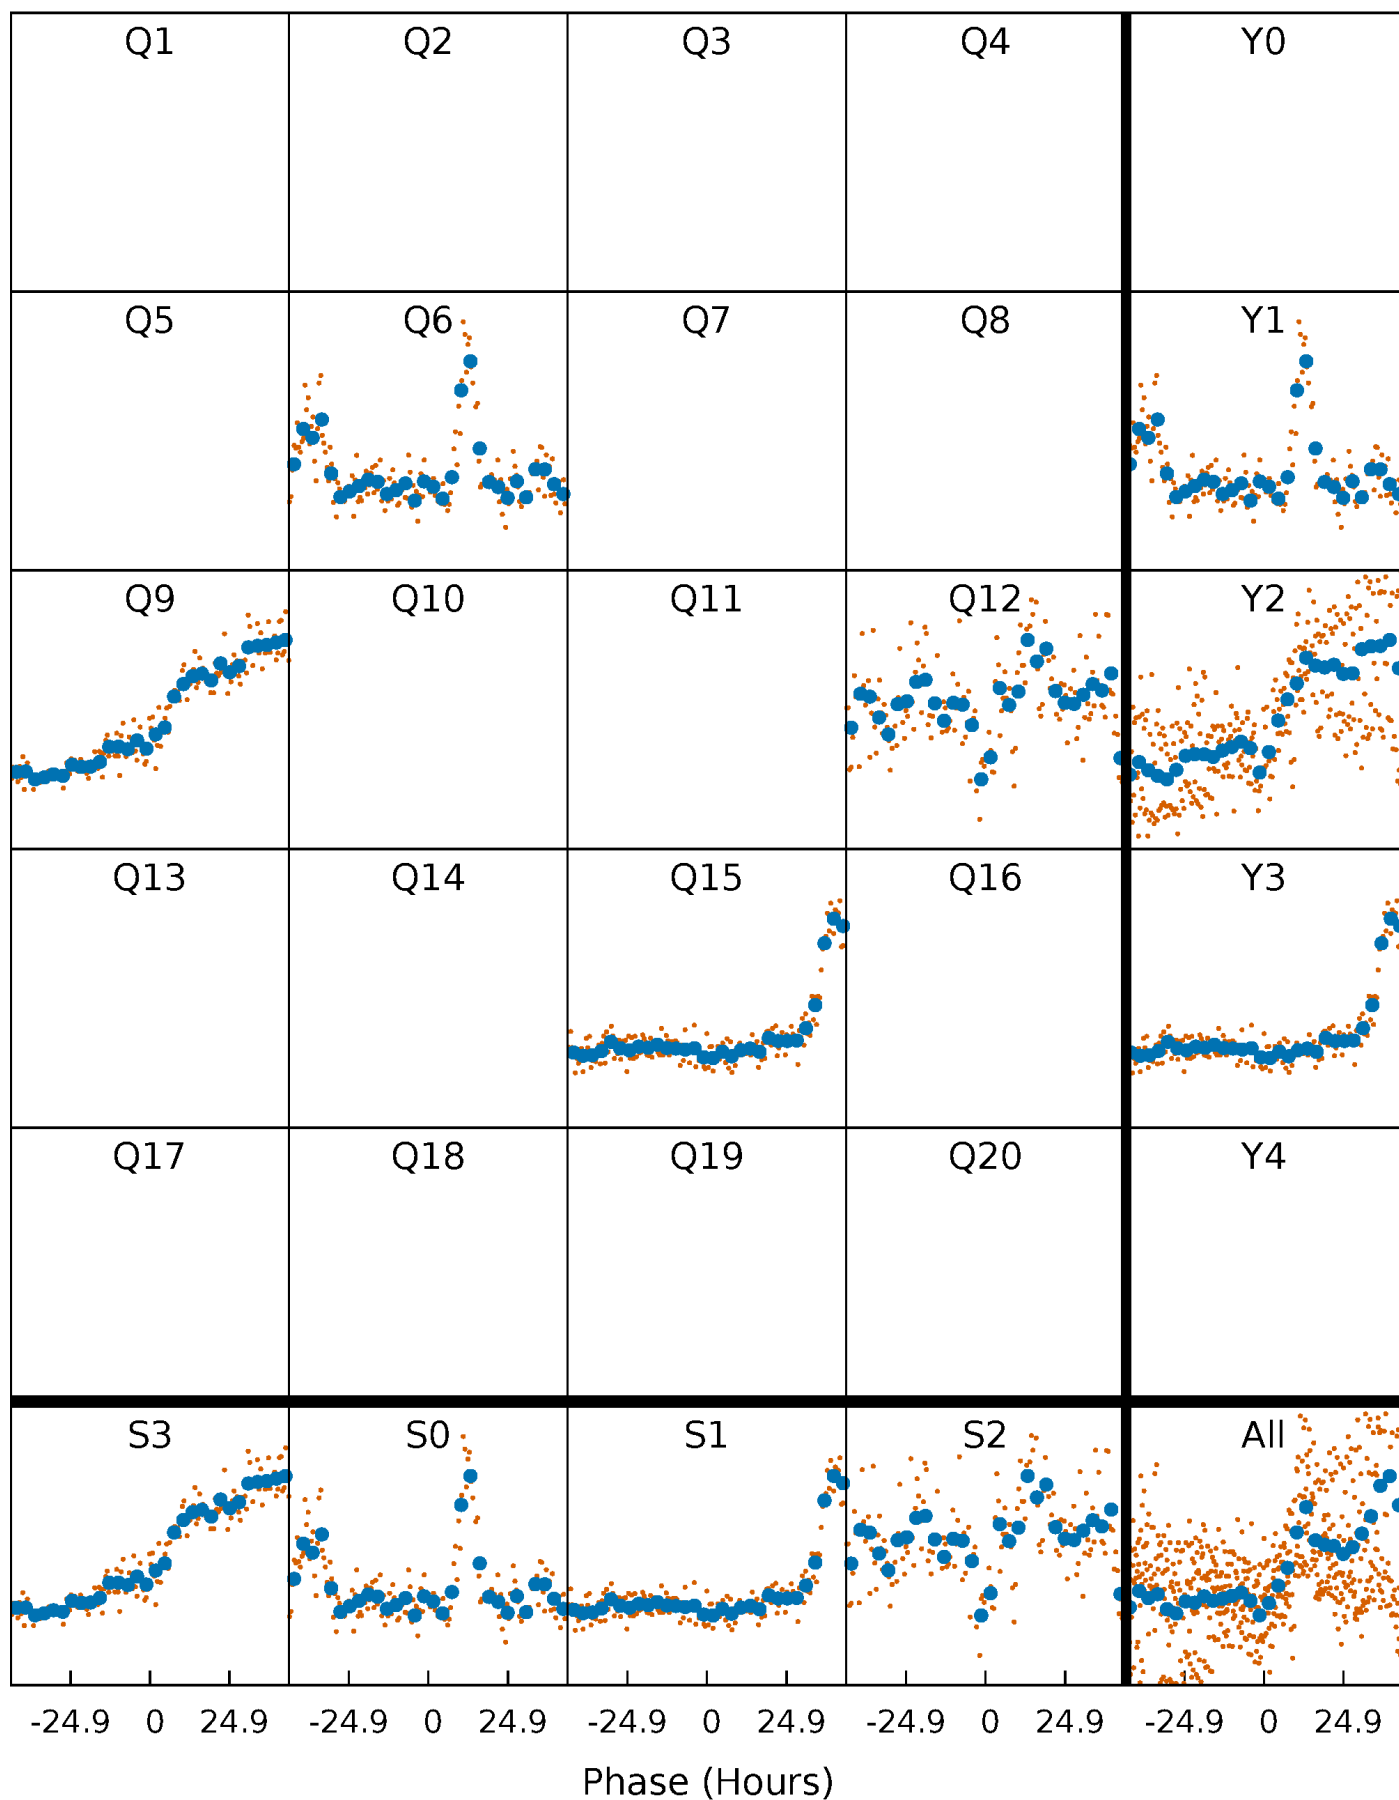 Q1 Q2 Q3 Q4 Y0
Q5 Q6 Q7 Q8 Y1
Q9 Q10 Q11 Q12 Y2
Q13 Q14 Q15 Q16 Y3
Q17 Q18 Q19 Q20 Y4
S3 S0 S1 S2 All
-24.9 0 24.9 -24.9 0 24.9 -24.9 0 24.9 -24.9 0 24.9 -24.9 0 24.9
Phase (Hours)